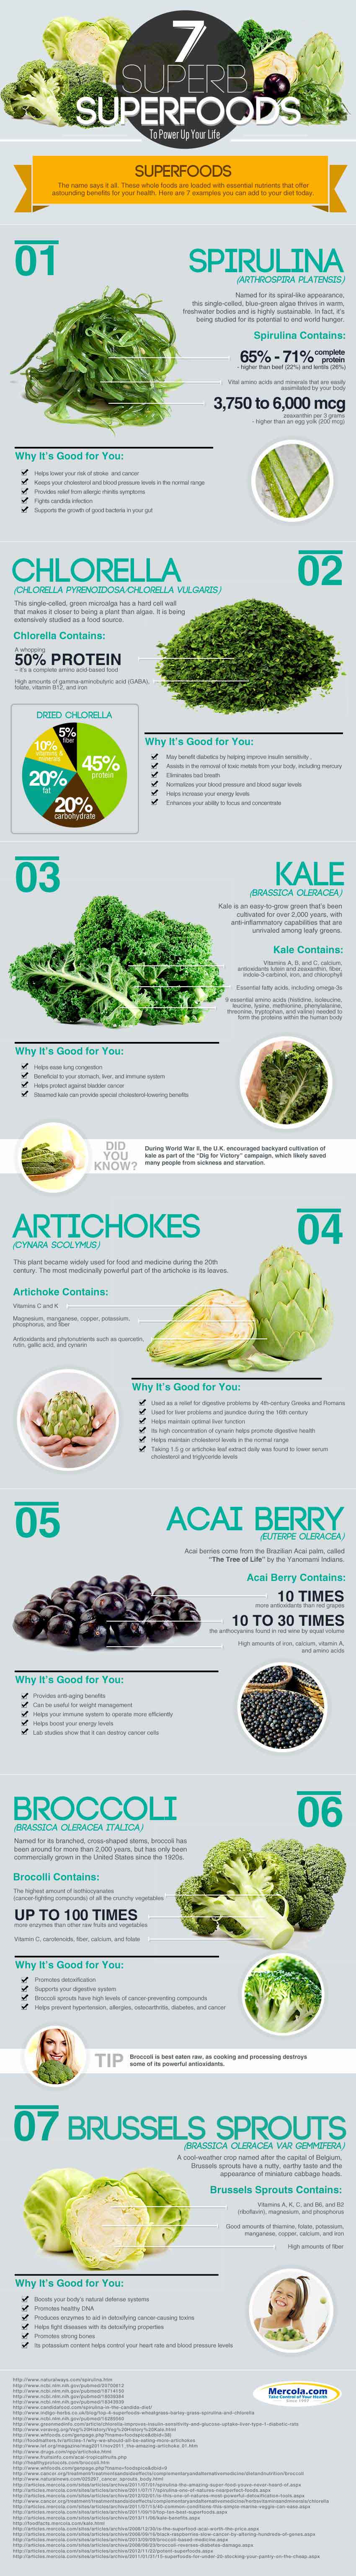 7
SUPERB
SUPERFOODS
To Power Up Your Life
SUPERFOODS
The name says it all. These whole foods are loaded with essential nutrients that offer
astounding benefits for your health. Here are 7 examples you can add to your diet today.
01
SPIRULINA
(ARTHROSPIRA PLATENSIS)
Named for its spiral-like appearance,
this single-celled, blue-green algae thrives in warm,
freshwater bodies and is highly sustainable. In fact, it's
being studied for its potential to end world hunger.
Spirulina Contains:
65% - 71% complete protein
- higher than beef (22%) and lentils (26%)
Vital amino acids and minerals that are easily
assimilated by your body
3,750 to 6,000 mcg
zeaxanthin per 3 grams
- higher than an egg yolk (200 mcg)
Why It's Good for You:
Helps lower your risk of stroke and cancer
Keeps your cholesterol and blood pressure levels in the normal range
Provides relief from allergic rhinitis symptoms
Fights candida infection
Supports the growth of good bacteria in your gut
CHLORELLA
02
(CHLORELLA PYRENOIDOSA/CHLORELLA VULGARIS)
This single-celled, green microalga has a hard cell wall
that makes it closer to being a plant than algae. It is being
extensively studied as a food source.
Chlorella Contains:
A whopping
50% PROTEIN
– it's a complete amino acid-based food
High amounts of gamma-aminobutyric acid (GABA),
folate, vitamin B12, and iron
DRIED CHLORELLA
5%
fiber
10%
45%
protein
20%
fat
20%
carbohydrate
Why It's Good for You:
May benefit diabetics by helping improve insulin sensitivity
Assists in the removal of toxic metals from your body, including mercury
Eliminates bad breath
Normalizes your blood pressure and blood sugar levels
Helps increase your energy levels
Enhances your ability to focus and concentrate
03
KALE
(BRASSICA OLERACEA)
Kale is an easy-to-grow green that's been
cultivated for over 2,000 years, with
anti-inflammatory capabilities that are
unrivaled among leafy greens.
Kale Contains:
Vitamins A, B, and C, calcium,
antioxidants lutein and zeaxanthin, fiber,
indole-3-carbinol, iron, and chlorophyll
Essential fatty acids, including omega-3s
9 essential amino acids (histidine, isoleucine,
leucine, lysine, methionine, phenylalanine,
threonine, tryptophan, and valine) needed to
form the proteins within the human body
Why It's Good for You:
Helps ease lung congestion
Beneficial to your stomach, liver, and immune system
Helps protect against bladder cancer
Steamed kale can provide special cholesterol-lowering benefits
DID
YOU
KNOW?
During World War II, the U.K. encouraged backyard cultivation of
kale as part of the "Dig for Victory" campaign, which likely saved
many people from sickness and starvation.
ARTICHOKES
04
(CYNARA SCOLYMUS)
This plant became widely used for food and medicine during the 20th
century. The most medicinally powerful part of the artichoke is its leaves.
Artichoke Contains:
Vitamins C and K
Magnesium, manganese, copper, potassium,
phosphorus, and fiber
Antioxidants and phytonutrients such as quercetin,
rutin, gallic acid, and cynarin
Why It's Good for You:
Used as a relief for digestive problems by 4th-century Greeks and Romans
Used for liver problems and jaundice during the 16th century
Helps maintain optimal liver function
Its high concentration of cynarin helps promote digestive health
Helps maintain cholesterol levels in the normal range
Taking 1.5 g or artichoke leaf extract daily was found to lower serum
cholesterol and triglyceride levels
05
ACAI BERRY
(EUTERPE OLERACEA)
Acai berries come from the Brazilian Acai palm, called
"The Tree of Life" by the Yanomami Indians.
Acai Berry Contains:
10 TIMES
more antioxidants than red grapes
10 TO 30 TIMES
the anthocyanins found in red wine by equal volume
High amounts of iron, calcium, vitamin A,
and amino acids
Why It's Good for You:
Provides anti-aging benefits
Can be useful for weight management
Helps your immune system to operate more efficiently
Helps boost your energy levels
Lab studies show that it can destroy cancer cells
BROCCOLI
06
(BRASSICA OLERACEA ITALICA)
Named for its branched, cross-shaped stems, broccoli has
been around for more than 2,000 years, but has only been
commercially grown in the United States since the 1920s.
Brocolli Contains:
The highest amount of isothiocyanates
(cancer-fighting compounds) of all the crunchy vegetables
UP TO 100 TIMES
more enzymes than other raw fruits and vegetables
Vitamin C, carotenoids, fiber, calcium, and folate
Why It's Good for You:
Promotes detoxification
Supports your digestive system
Broccoli sprouts have high levels of cancer-preventing compounds
Helps prevent hypertension, allergies, osteoarthritis, diabetes, and cancer
TIP
Broccoli is best eaten raw, as cooking and processing destroys
some of its powerful antioxidants.
07 BRUSSELS SPROUTS
(BRASSICA OLERACEA VAR GEMMIFERA)
A cool-weather crop named after the capital of Belgium,
Brussels sprouts have a nutty, earthy taste and the
appearance of miniature cabbage heads.
Brussels Sprouts Contains:
Vitamins A, K, C, and B6, and B2
(riboflavin), magnesium, and phosphorus
Good amounts of thiamine, folate, potassium,
manganese, copper, calcium, and iron
High amounts of fiber
Why It's Good for You:
Boosts your body's natural defense systems
Promotes healthy DNA
Produces enzymes to aid in detoxifying cancer-causing toxins
Helps fight diseases with its detoxifying properties
Promotes strong bones
Its potassium content helps control your heart rate and blood pressure levels
Mercola.com
Take Control of Your Health